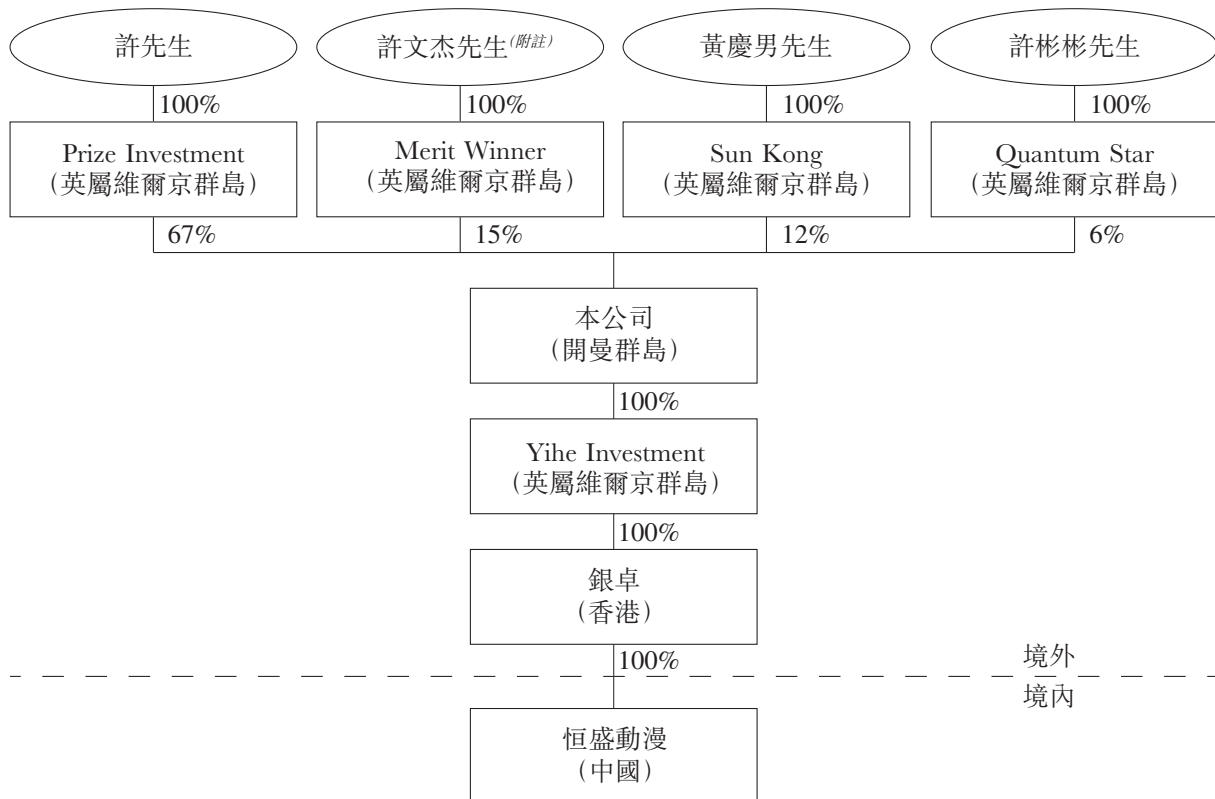 許先生
許文杰先生(附註)
黃慶男先生
許彬彬先生
100%
100%
100%
100%
Prize Investment
(英屬維爾京群島)
Merit Winner
(英屬維爾京群島)
Sun Kong
(英屬維爾京群島)
Quantum Star
(英屬維爾京群島)
67%
15%
12%
6%
本公司
(開曼群島)
100%
Yihe Investment
(英屬維爾京群島)
100%
銀卓
(香港)
100%
境外
境內
恒盛動漫
(中國)